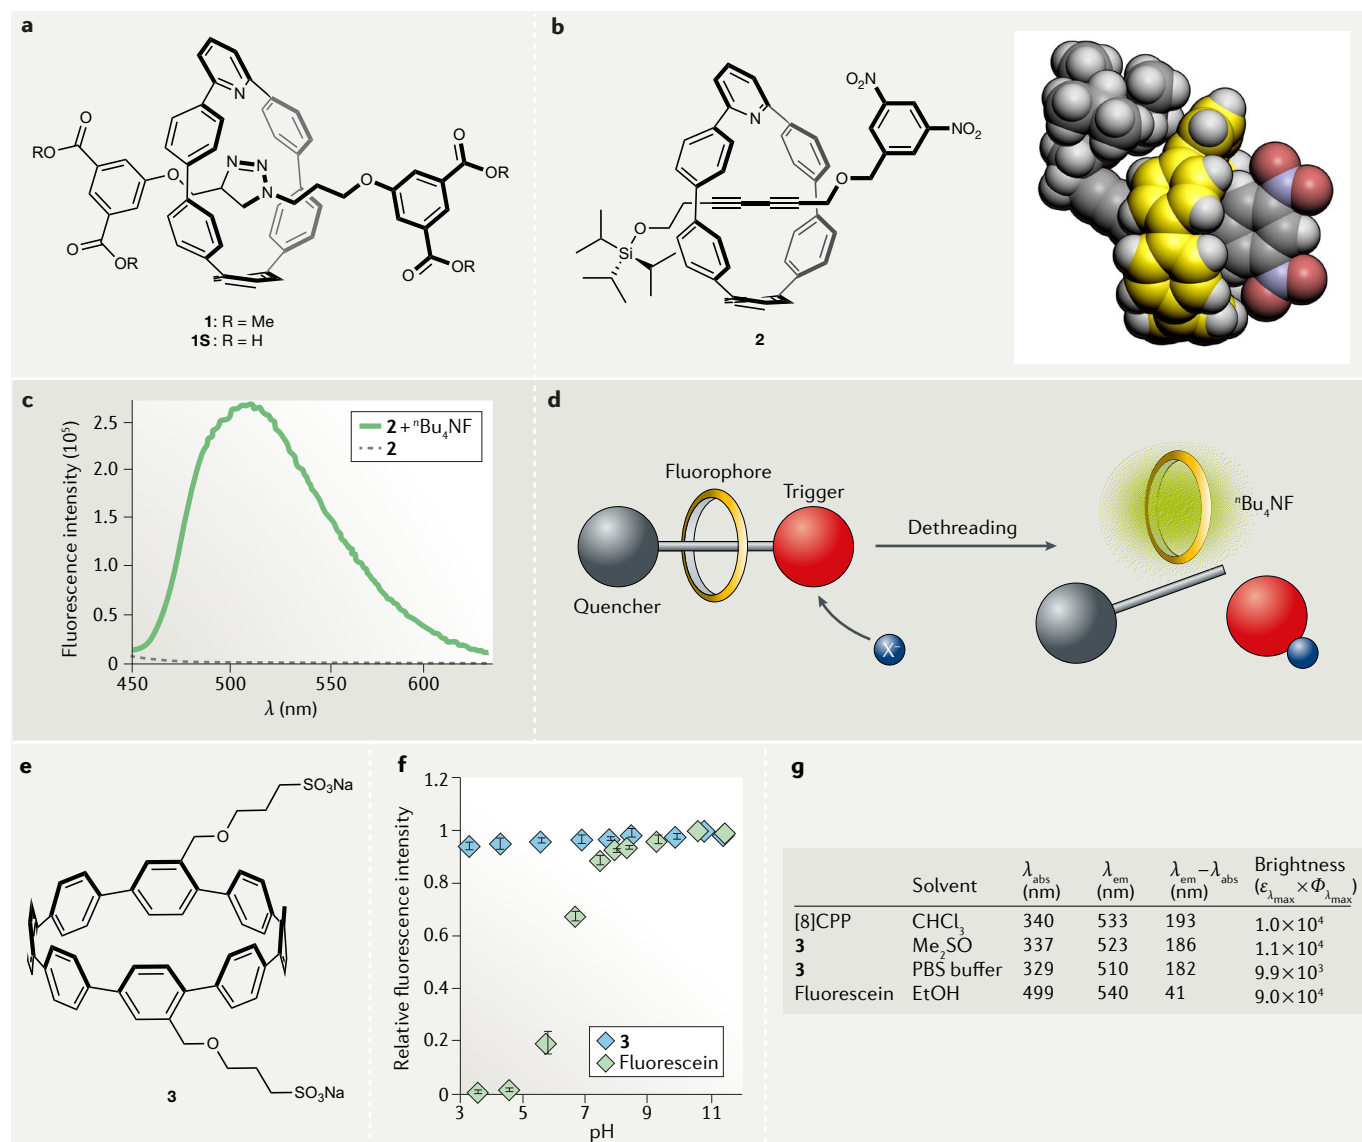 a
N
O
RO
OR
O
N
N
N
O
O
OR
O
OR
O
RO
O
1: R = Me
1S: R = H
b
O₂N
NO₂
N
O
O
Si
2
c
Fluorescence intensity (10⁵)
2.5
2.0
1.5
1.0
0.5
0
450
500
550
600
λ (nm)
2 + ⁿBu₄NF
2
d
Fluorophore
Trigger
Quencher
X⁻
Dethreading
ⁿBu₄NF
e
SO₃Na
O
O
SO₃Na
3
f
Relative fluorescence intensity
1.2
1
0.8
0.6
0.4
0.2
0
3
5
7
9
11
pH
3
Fluorescein
g
Solvent λabs (nm) λem (nm) λem−λabs (nm) Brightness (ελmax×Φλmax)
[8]CPP CHCl₃ 340 533 193 1.0×10⁴
3 Me₂SO 337 523 186 1.1×10⁴
3 PBS buffer 329 510 182 9.9×10³
Fluorescein EtOH 499 540 41 9.0×10⁴